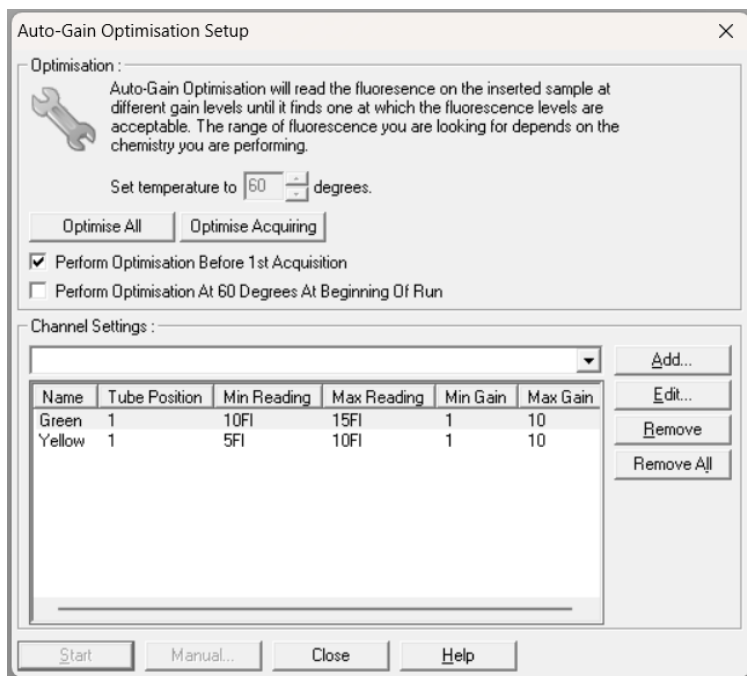 Auto-Gain Optimisation Setup
Optimisation :
Auto-Gain Optimisation will read the fluoresence on the inserted sample at
different gain levels until it finds one at which the fluorescence levels are
acceptable. The range of fluorescence you are looking for depends on the
chemistry you are performing.
Set temperature to 60 degrees.
Optimise All Optimise Acquiring
Perform Optimisation Before 1st Acquisition
Perform Optimisation At 60 Degrees At Beginning Of Run
Channel Settings :
Add...
Name Tube Position Min Reading Max Reading Min Gain Max Gain Edit...
Green 1 10Fl 15Fl 1 10
Yellow 1 5Fl 10Fl 1 10
Remove
Remove All
Start Manual... Close Help